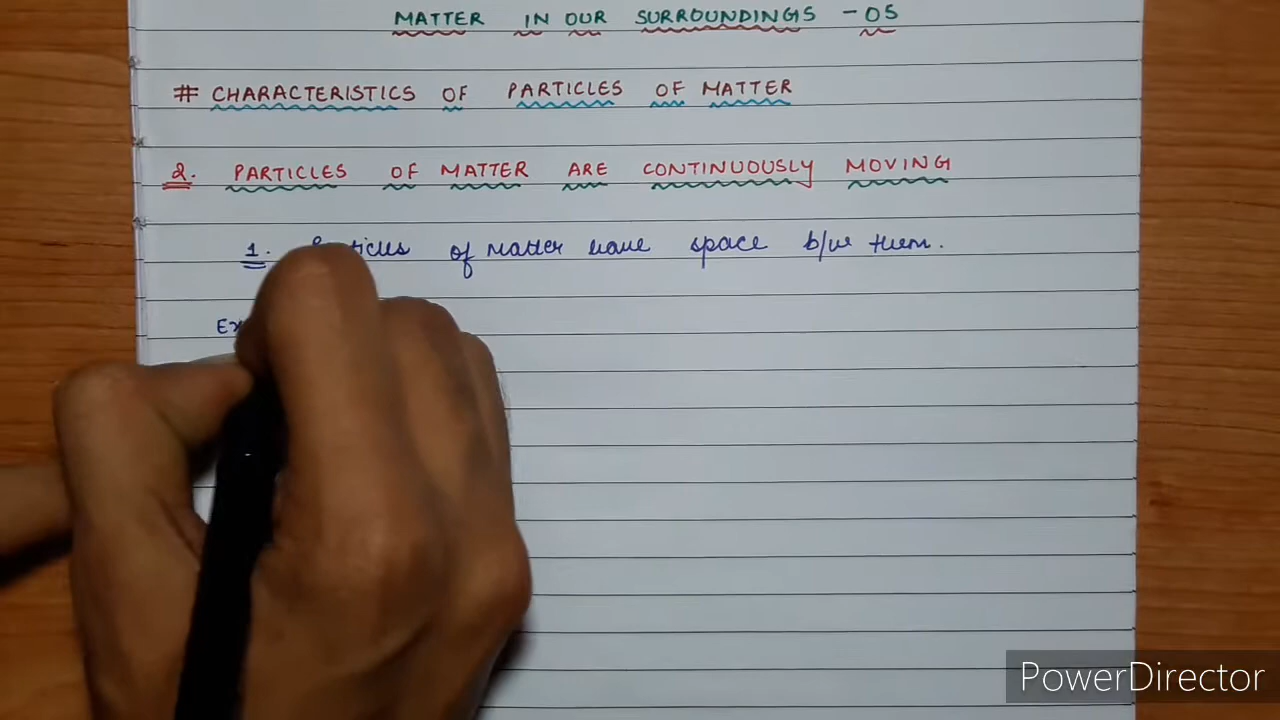 MATTER IN OUR SURROUNDINGS - 05
# CHARACTERISTICS OF PARTICLES OF MATTER
2. PARTICLES OF MATTER ARE CONTINUOUSLY MOVING
1. Particles of matter have space b/w them.
PowerDirector